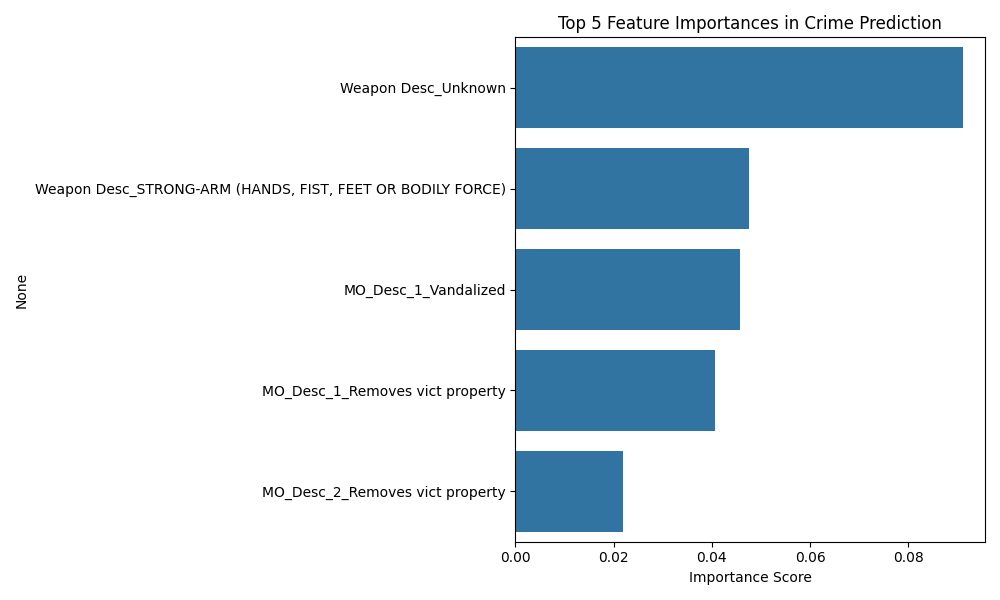 Top 5 Feature Importances in Crime Prediction
Weapon Desc_Unknown
Weapon Desc_STRONG-ARM (HANDS, FIST, FEET OR BODILY FORCE)
MO_Desc_1_Vandalized
MO_Desc_1_Removes vict property
MO_Desc_2_Removes vict property
None
0.00 0.02 0.04 0.06 0.08
Importance Score